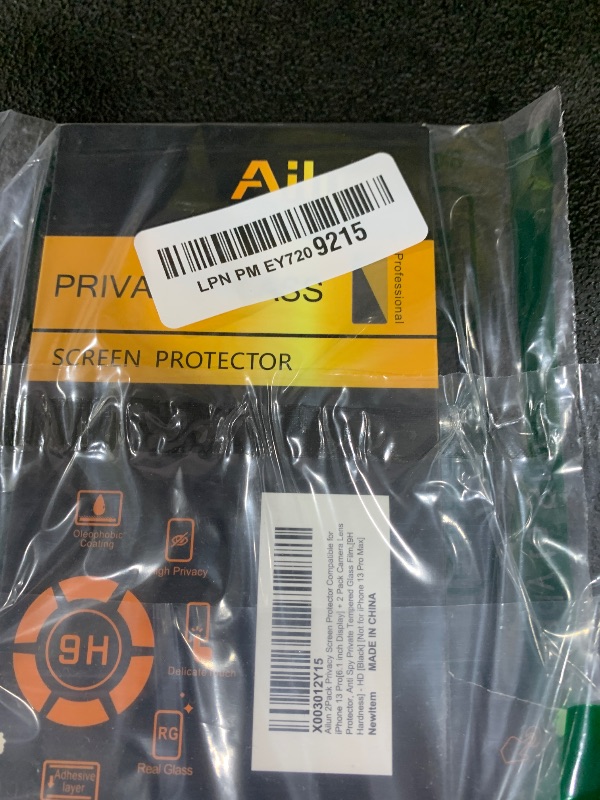 Ail
LPN PM EY7209215
PRIVA ASS
Professional
SCREEN PROTECTOR
Oleophobic
Coating
High Privacy
9H
Delicate Touch
RG
Real Glass
Adhesive
layer
X003012Y15
Ailun 2Pack Privacy Screen Protector Compatible for
iPhone 13 Pro[6.1 inch Display] + 2 Pack Camera Lens
Protector, Anti Spy Private Tempered Glass Film,[9H
Hardness] - HD [Black] [Not for iPhone 13 Pro Max]
NewItem MADE IN CHINA